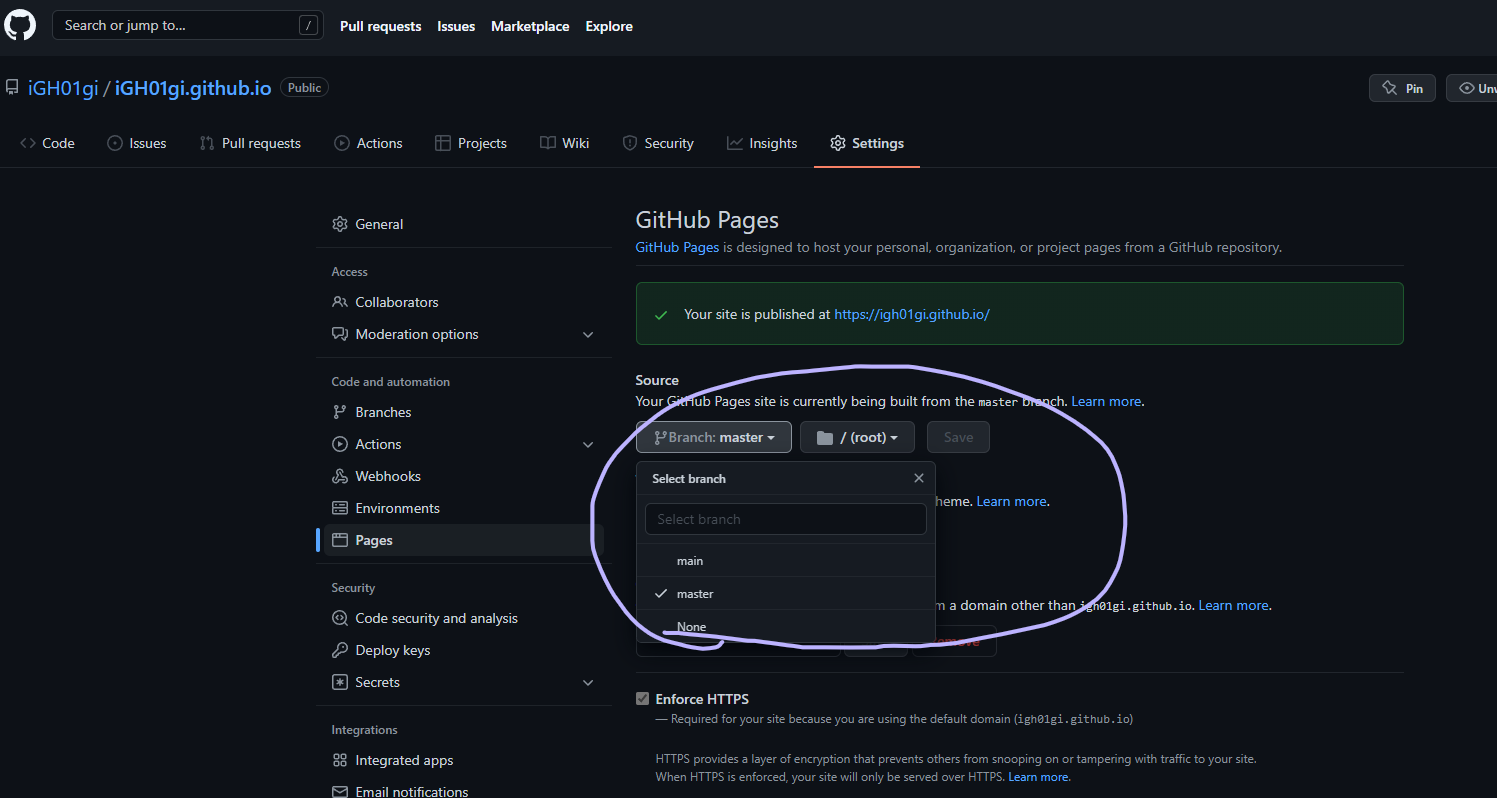 Search or jump to... / Pull requests Issues Marketplace Explore
iGH01gi / iGH01gi.github.io Public Pin
Code Issues Pull requests Actions Projects Wiki Security Insights Settings
General
Access
Collaborators
Moderation options
Code and automation
Branches
Actions
Webhooks
Environments
Pages
Security
Code security and analysis
Deploy keys
Secrets
Integrations
Integrated apps
Email notifications
GitHub Pages
GitHub Pages is designed to host your personal, organization, or project pages from a GitHub repository.
Your site is published at https://igh01gi.github.io/
Source
Your GitHub Pages site is currently being built from the master branch. Learn more.
Branch: master / (root) Save
Select branch
Select branch
main
master
None
heme. Learn more.
m a domain other than igh01gi.github.io. Learn more.
Enforce HTTPS
— Required for your site because you are using the default domain (igh01gi.github.io)
HTTPS provides a layer of encryption that prevents others from snooping on or tampering with traffic to your site.
When HTTPS is enforced, your site will only be served over HTTPS. Learn more.